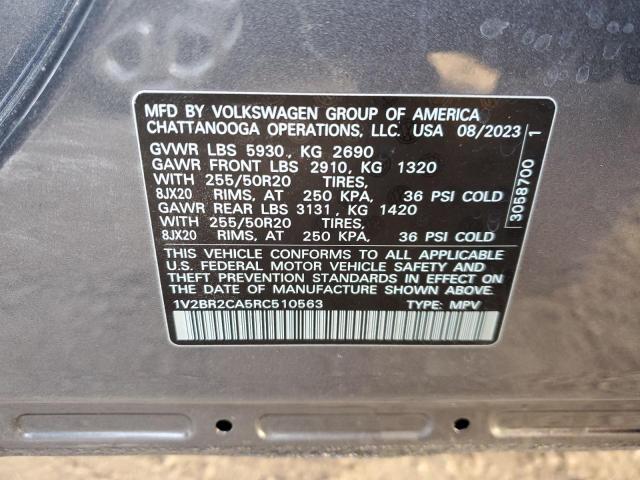 MFD BY VOLKSWAGEN GROUP OF AMERICA
CHATTANOOGA OPERATIONS, LLC. USA 08/2023
GVWR LBS 5930., KG 2690
GAWR FRONT LBS 2910, KG 1320
WITH 255/50R20 TIRES,
8JX20 RIMS, AT 250 KPA, 36 PSI COLD
GAWR REAR LBS 3131, KG 1420
WITH 255/50R20 TIRES,
8JX20 RIMS, AT 250 KPA, 36 PSI COLD
THIS VEHICLE CONFORMS TO ALL APPLICABLE
U.S. FEDERAL MOTOR VEHICLE SAFETY AND
THEFT PREVENTION STANDARDS IN EFFECT ON
THE DATE OF MANUFACTURE SHOWN ABOVE
1V2BR2CA5RC510563 TYPE: MPV
3058700 1